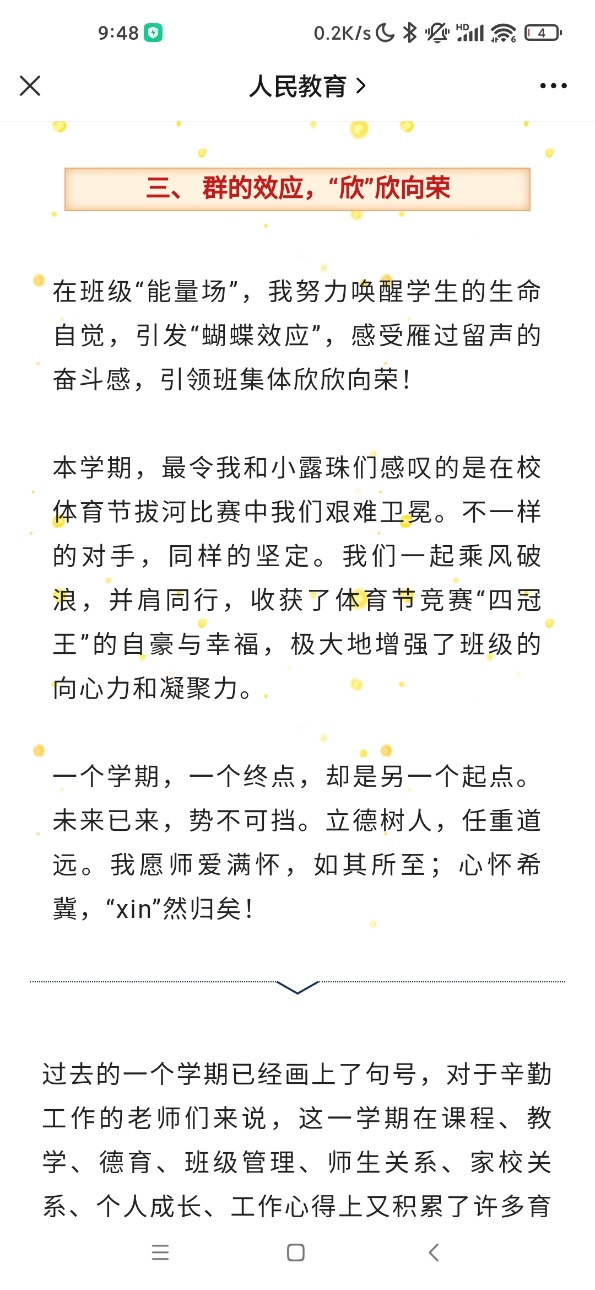 9:48
0.2K/s
HD
6
4
人民教育
三、 群的效应，“欣”欣向荣
在班级“能量场”，我努力唤醒学生的生命
自觉，引发“蝴蝶效应”，感受雁过留声的
奋斗感，引领班集体欣欣向荣！
本学期，最令我和小露珠们感叹的是在校
体育节拔河比赛中我们艰难卫冕。不一样
的对手，同样的坚定。我们一起乘风破
浪，并肩同行，收获了体育节竞赛“四冠
王”的自豪与幸福，极大地增强了班级的
向心力和凝聚力。
一个学期，一个终点，却是另一个起点。
未来已来，势不可挡。立德树人，任重道
远。我愿师爱满怀，如其所至；心怀希
冀，“xin”然归矣！
过去的一个学期已经画上了句号，对于辛勤
工作的老师们来说，这一学期在课程、教
学、德育、班级管理、师生关系、家校关
系、个人成长、工作心得上又积累了许多育